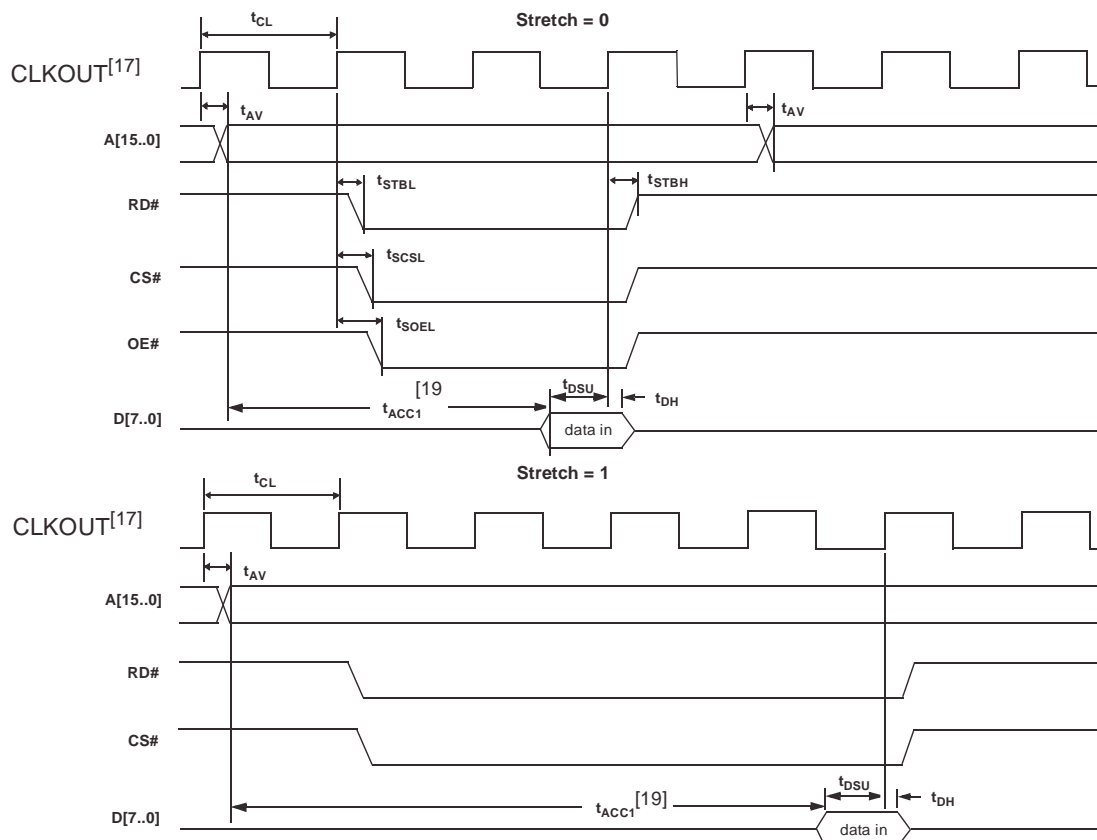 Stretch = 0
tCL
CLKOUT[17]
tAV
tAV
A[15..0]
tSTBL
tSTBH
RD#
tSCSL
CS#
tSOEL
OE#
[19
tDSU
tACC1
tDH
D[7..0]
data in
Stretch = 1
tCL
CLKOUT[17]
tAV
A[15..0]
RD#
CS#
tDSU
tACC1[19]
tDH
D[7..0]
data in